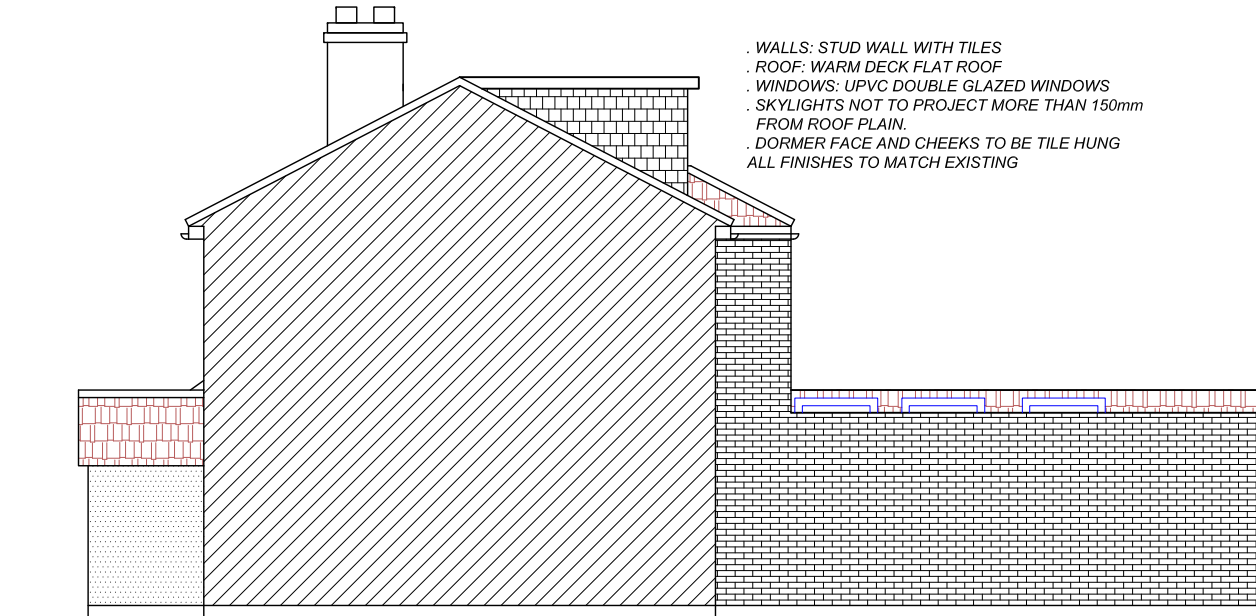 . WALLS: STUD WALL WITH TILES
. ROOF: WARM DECK FLAT ROOF
. WINDOWS: UPVC DOUBLE GLAZED WINDOWS
. SKYLIGHTS NOT TO PROJECT MORE THAN 150mm
FROM ROOF PLAIN.
. DORMER FACE AND CHEEKS TO BE TILE HUNG
ALL FINISHES TO MATCH EXISTING